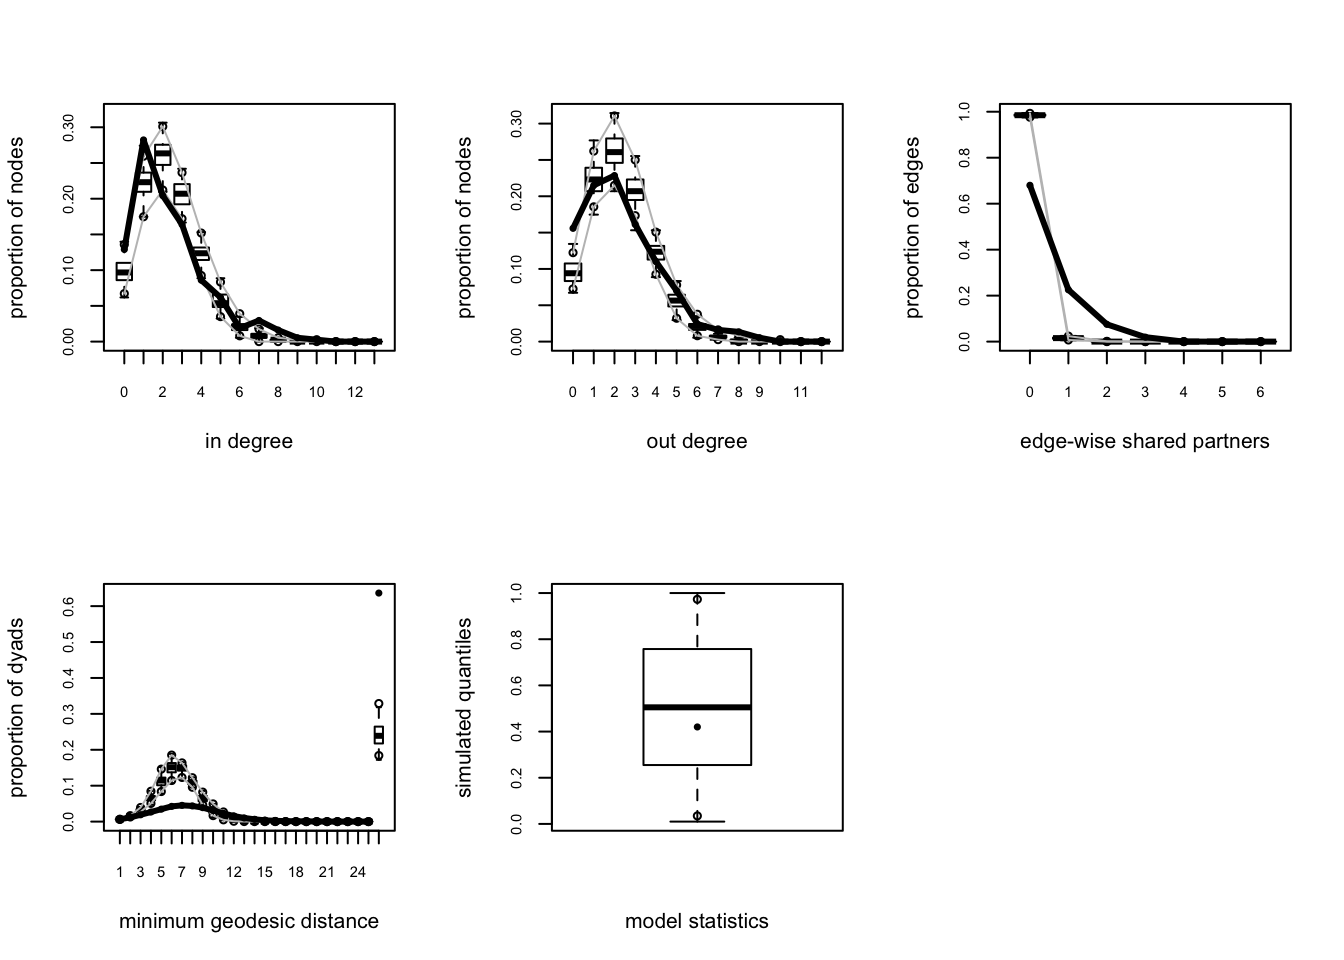 proportion of nodes
0.00 0.10 0.20 0.30
0 2 4 6 8 10 12
in degree
proportion of nodes
0.00 0.10 0.20 0.30
0 1 2 3 4 5 6 7 8 9 11
out degree
proportion of edges
0.0 0.2 0.4 0.6 0.8 1.0
0 1 2 3 4 5 6
edge-wise shared partners
proportion of dyads
0.0 0.1 0.2 0.3 0.4 0.5 0.6
1 3 5 7 9 12 15 18 21 24
minimum geodesic distance
simulated quantiles
0.0 0.2 0.4 0.6 0.8 1.0
model statistics